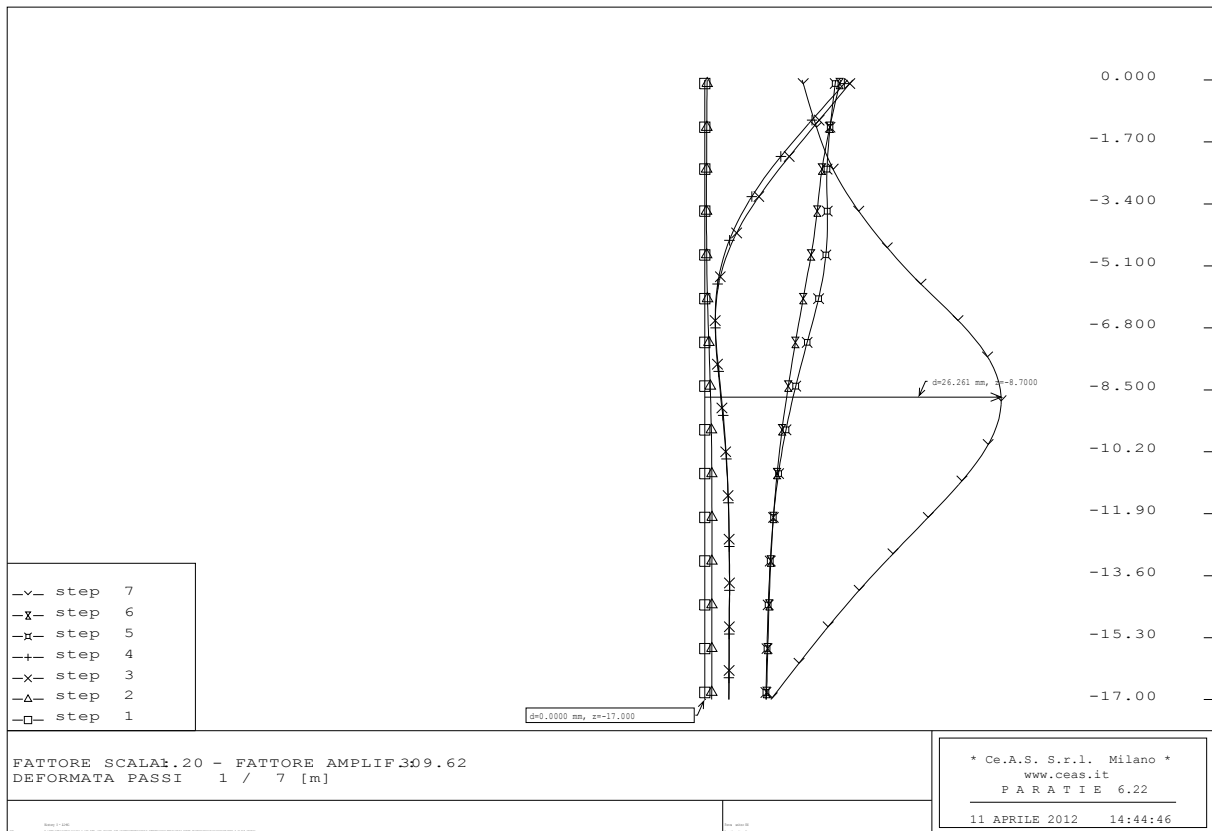 0.000
-1.700
-3.400
-5.100
-6.800
d=26.261 mm, z=-8.7000
-8.500
-10.20
-11.90
-13.60
-15.30
-17.00
step 7
step 6
step 5
step 4
step 3
step 2
step 1
d=0.0000 mm, z=-17.000
FATTORE SCALA1:20 - FATTORE AMPLIF.309.62
DEFORMATA PASSI 1 / 7 [m]
* Ce.A.S. S.r.l. Milano *
www.ceas.it
P A R A T I E 6.22
11 APRILE 2012 14:44:46